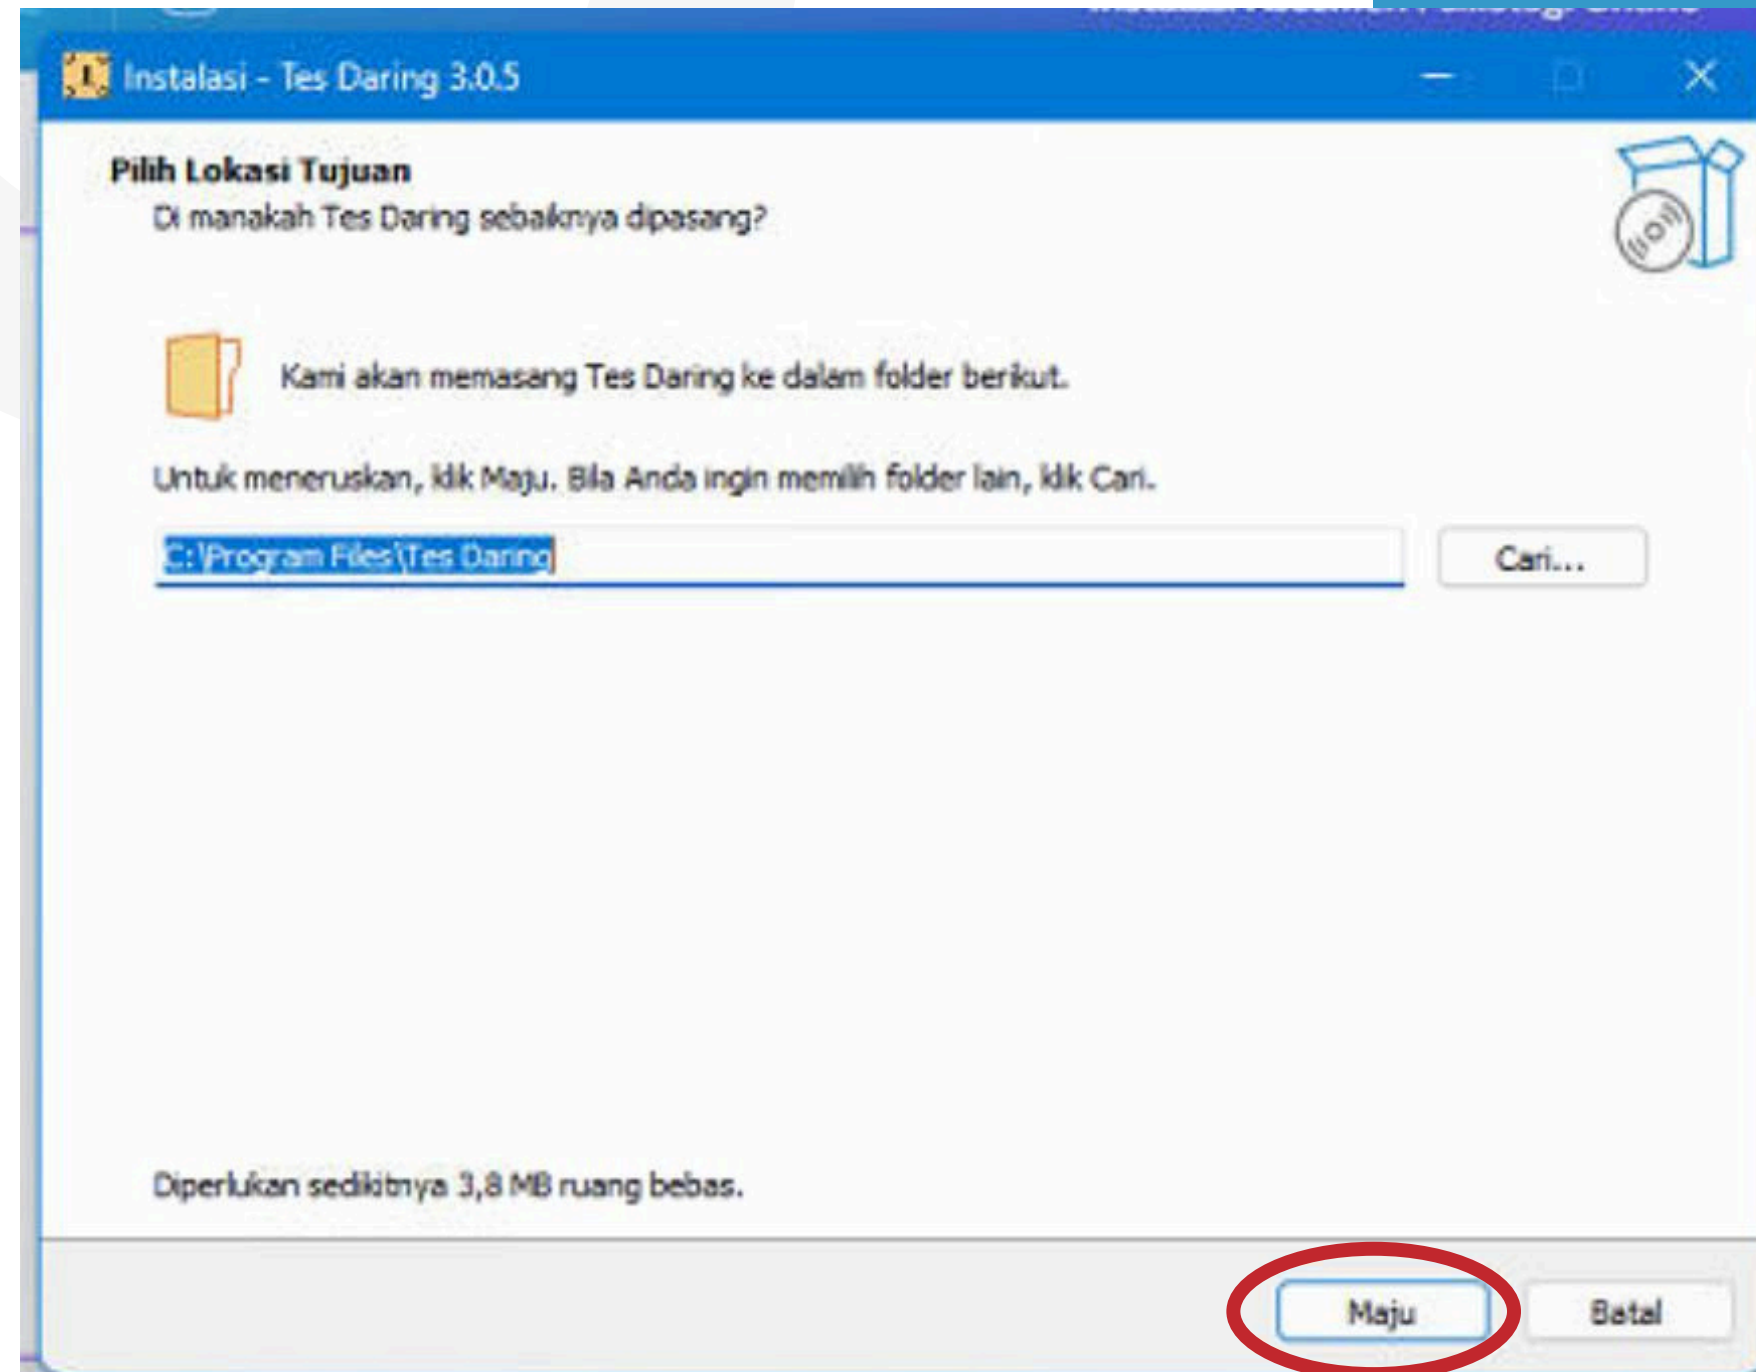 Instalasi - Tes Daring 3.0.5
Pilih Lokasi Tujuan
Di manakah Tes Daring sebaiknya dipasang?
Kami akan memasang Tes Daring ke dalam folder berikut.
Untuk meneruskan, klik Maju. Bila Anda ingin memilih folder lain, klik Cari.
C:\Program Files\Tes Daring
Cari...
Diperlukan sedikitnya 3,8 MB ruang bebas.
Maju
Batal